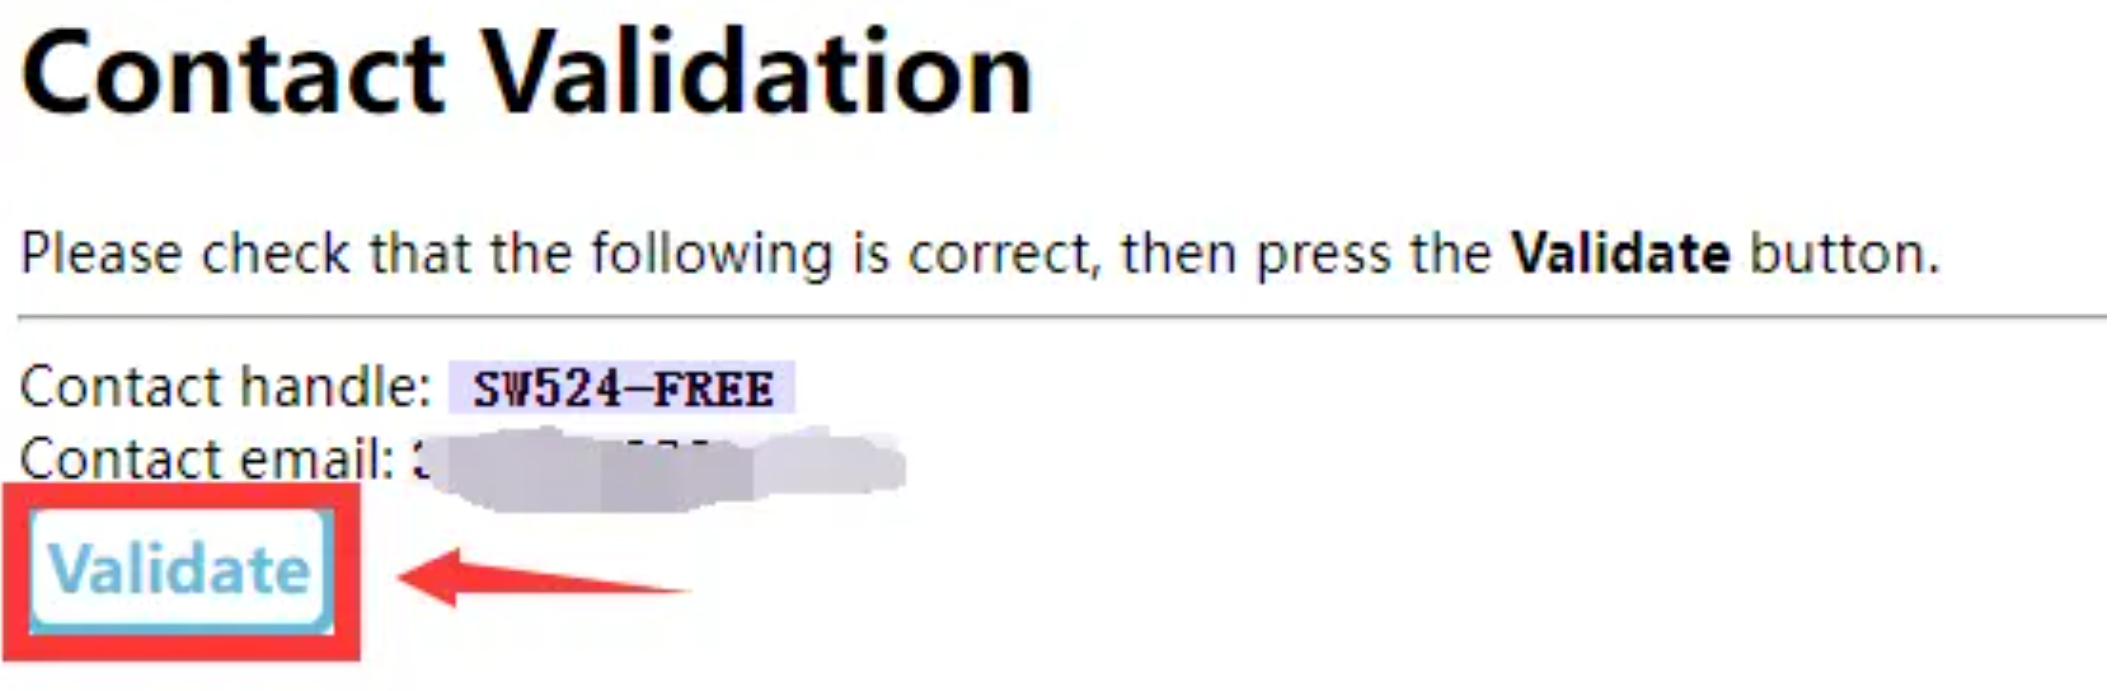 Contact Validation
Please check that the following is correct, then press the Validate button.
Contact handle: SW524-FREE
Contact email:
Validate